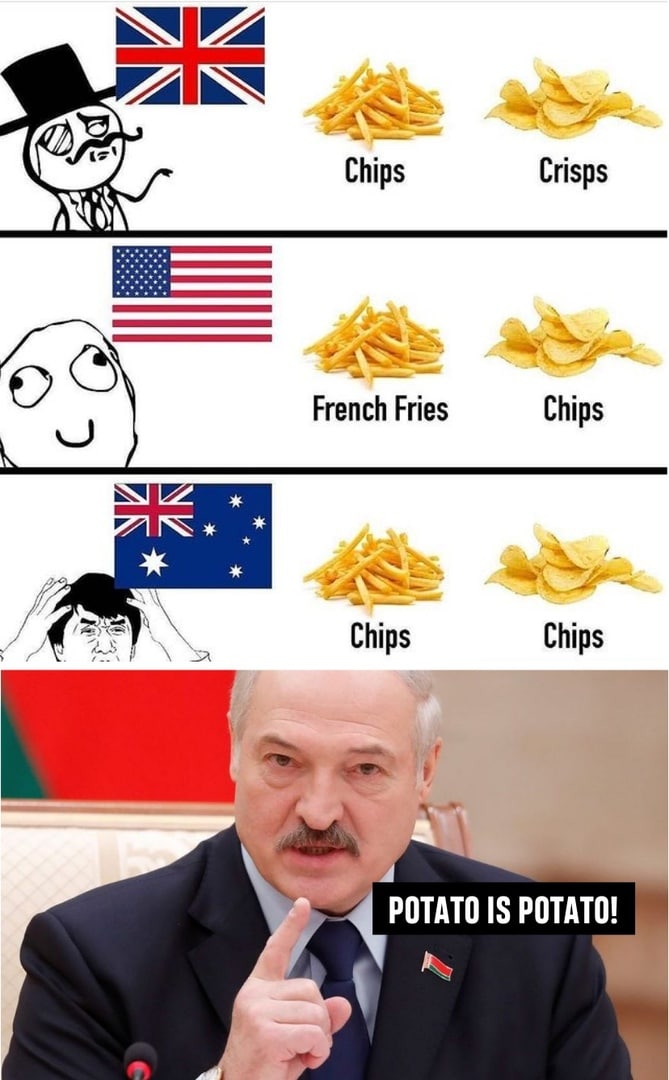 Chips
Crisps
French Fries
Chips
Chips
Chips
POTATO IS POTATO!